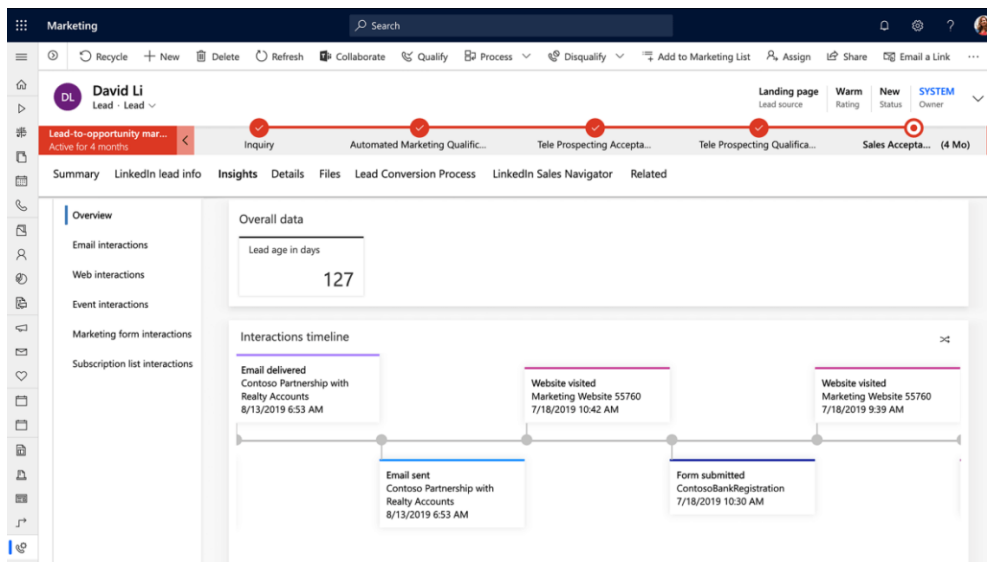 Marketing
Search
Recycle
New
Delete
Refresh
Collaborate
Qualify
Process
Disqualify
Add to Marketing List
Assign
Share
Email a Link
DL
David Li
Lead · Lead
Landing page
Lead source
Warm
Rating
New
Status
SYSTEM
Owner
Lead-to-opportunity mar...
Active for 4 months
Inquiry
Automated Marketing Qualific...
Tele Prospecting Accepta...
Tele Prospecting Qualifica...
Sales Accepta... (4 Mo)
Summary
LinkedIn lead info
Insights
Details
Files
Lead Conversion Process
LinkedIn Sales Navigator
Related
Overview
Email interactions
Web interactions
Event interactions
Marketing form interactions
Subscription list interactions
Overall data
Lead age in days
127
Interactions timeline
Email delivered
Contoso Partnership with
Realty Accounts
8/13/2019 6:53 AM
Email sent
Contoso Partnership with
Realty Accounts
8/13/2019 6:53 AM
Website visited
Marketing Website 55760
7/18/2019 10:42 AM
Form submitted
ContosoBankRegistration
7/18/2019 10:30 AM
Website visited
Marketing Website 55760
7/18/2019 9:39 AM